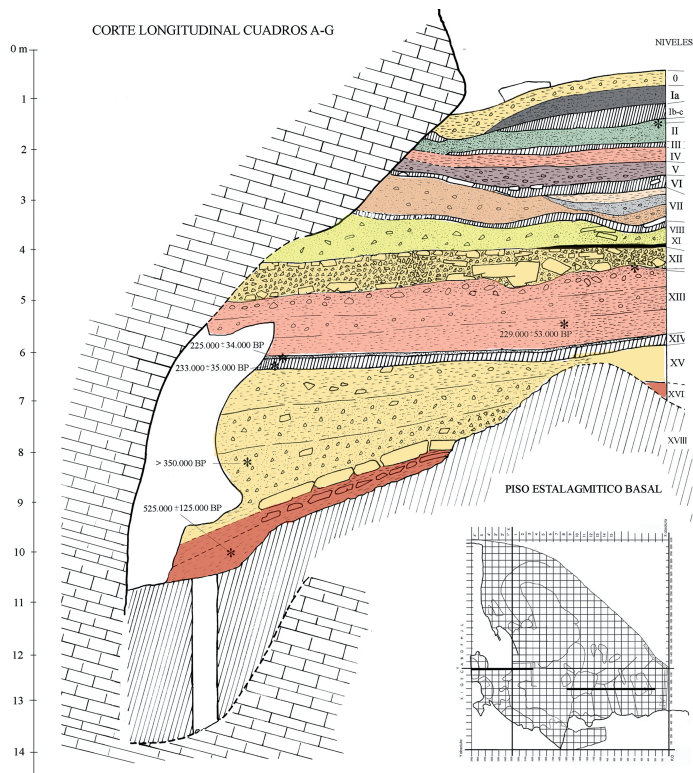 CORTE LONGITUDINAL CUADROS A-G
NIVELES
0 m
1
2
3
4
5
6
7
8
9
10
11
12
13
14
0
Ia
Ib-c
II
III
IV
V
VI
VII
VIII
XI
XII
XIII
XIV
XV
XVI
XVIII
229.000 ± 53.000 BP
225.000 ± 34.000 BP
233.000 ± 35.000 BP
> 350.000 BP
525.000 ± 125.000 BP
PISO ESTALAGMITICO BASAL